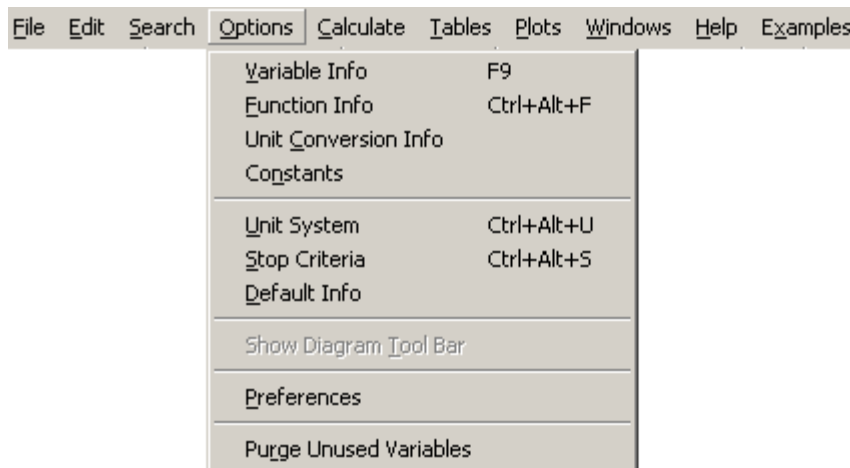 File Edit Search Options Calculate Tables Plots Windows Help Examples
Variable Info F9
Function Info Ctrl+Alt+F
Unit Conversion Info
Constants
Unit System Ctrl+Alt+U
Stop Criteria Ctrl+Alt+S
Default Info
Show Diagram Tool Bar
Preferences
Purge Unused Variables